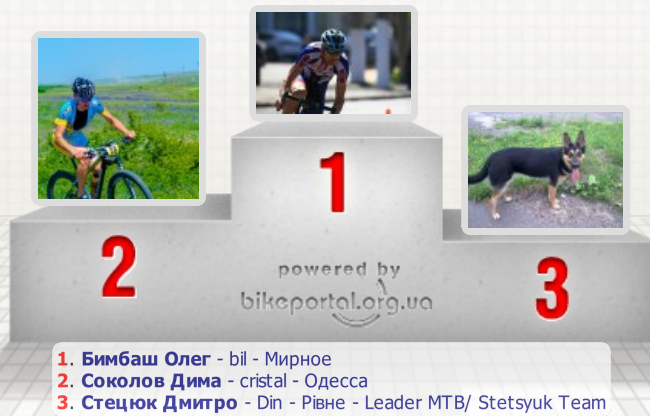 1
2
3
powered by
bikeportal.org.ua
1. Бимбаш Олег - bil - Мирное
2. Соколов Дима - cristal - Одесса
3. Стецюк Дмитро - Din - Рівне - Leader MTB/ Stetsyuk Team